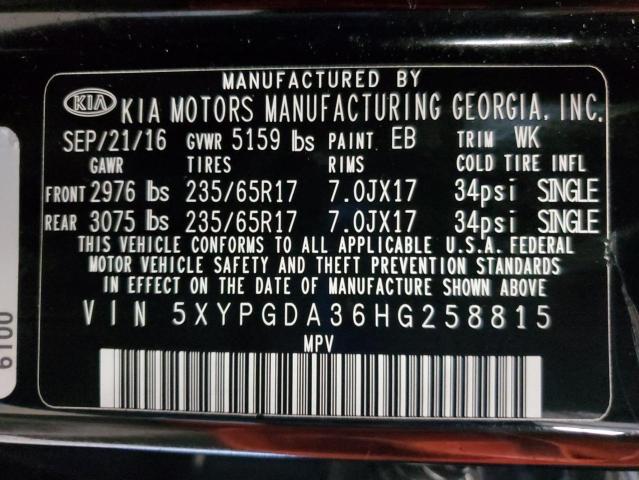 MANUFACTURED BY
KIA KIA MOTORS MANUFACTURING GEORGIA, INC.
SEP/21/16 GVWR 5159 lbs PAINT EB TRIM WK
GAWR TIRES RIMS COLD TIRE INFL
FRONT 2976 lbs 235/65R17 7.0JX17 34psi SINGLE
REAR 3075 lbs 235/65R17 7.0JX17 34psi SINGLE
THIS VEHICLE CONFORMS TO ALL APPLICABLE U.S.A. FEDERAL
MOTOR VEHICLE SAFETY AND THEFT PREVENTION STANDARDS
IN EFFECT ON THE DATE OF MANUFACTURE SHOWN ABOVE.
VIN 5XYPGDA36HG258815
MPV
6100